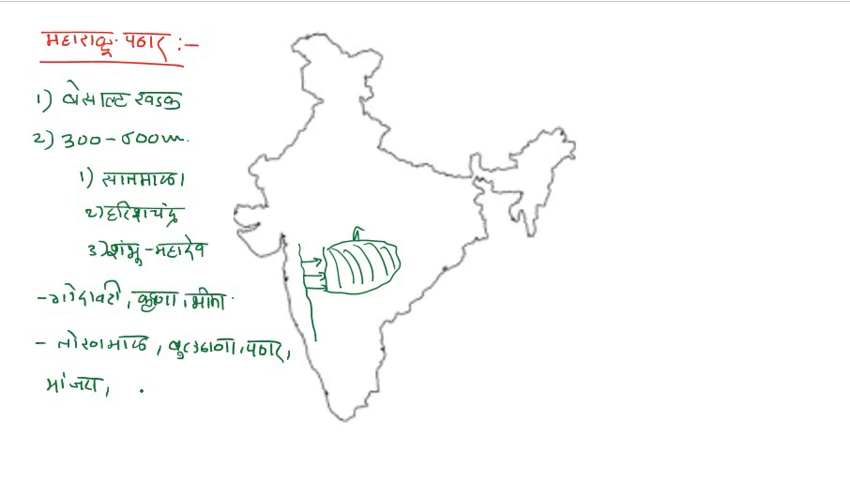 महाराष्ट्र पठार :-
1) बेसाल्ट खडक
2) 300-600m.
1) सातमाळा
2) हरिश्चंद्र
3) शंभू-महादेव
- गोदावरी, कृष्णा, भीमा
- तोरणमाळ, बुलढाणा, पठार,
मांजरा,